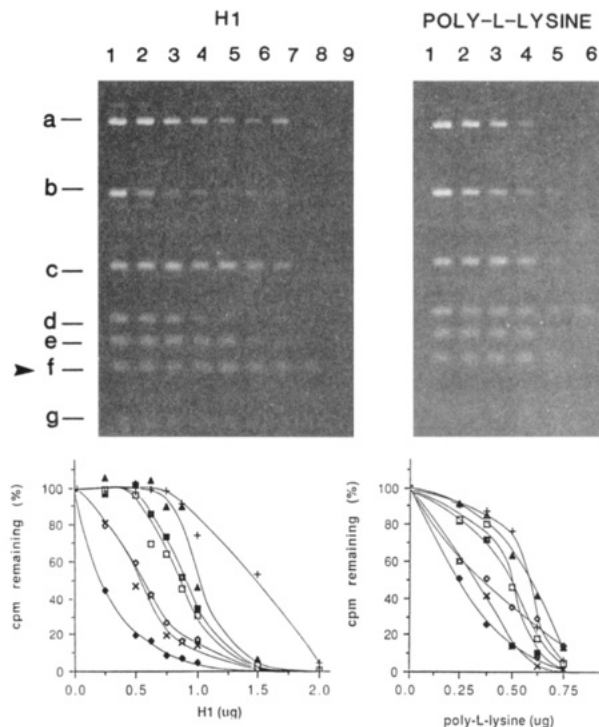 H1
1 2 3 4 5 6 7 8 9
a
b
c
d
e
f
g
POLY-L-LYSINE
1 2 3 4 5 6
cpm remaining (%)
100
80
60
40
20
0
0.0 0.5 1.0 1.5 2.0
H1 (ug)
cpm remaining (%)
100
80
60
40
20
0
0.00 0.25 0.50 0.75
poly-L-lysine (ug)